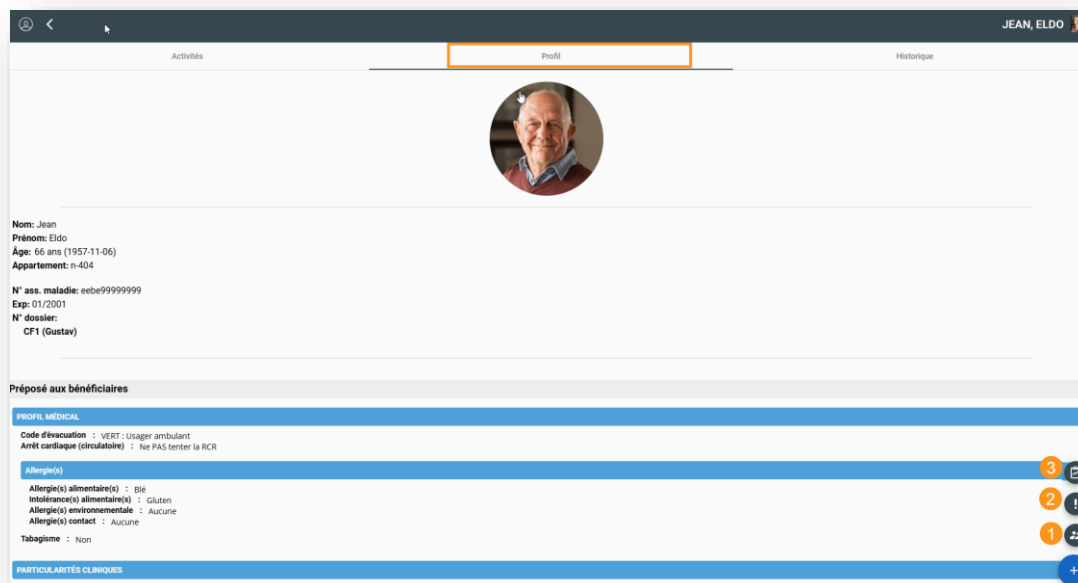 JEAN, ELDO
Activités
Profil
Historique
Nom: Jean
Prénom: Eldo
Âge: 66 ans (1957-11-06)
Appartement: n-404
N° ass. maladie: eebe99999999
Exp: 01/2001
N° dossier:
CF1 (Gustav)
Préposé aux bénéficiaires
PROFIL MÉDICAL
Code d'évacuation : VERT : Usager ambulant
Arrêt cardiaque (circulatoire) : Ne PAS tenter la RCR
Allergie(s)
Allergie(s) alimentaire(s) : Blé
Intolérance(s) alimentaire(s) : Gluten
Allergie(s) environnementale : Aucune
Allergie(s) contact : Aucune
Tabagisme : Non
3
2
1
PARTICULARITÉS CLINIQUES